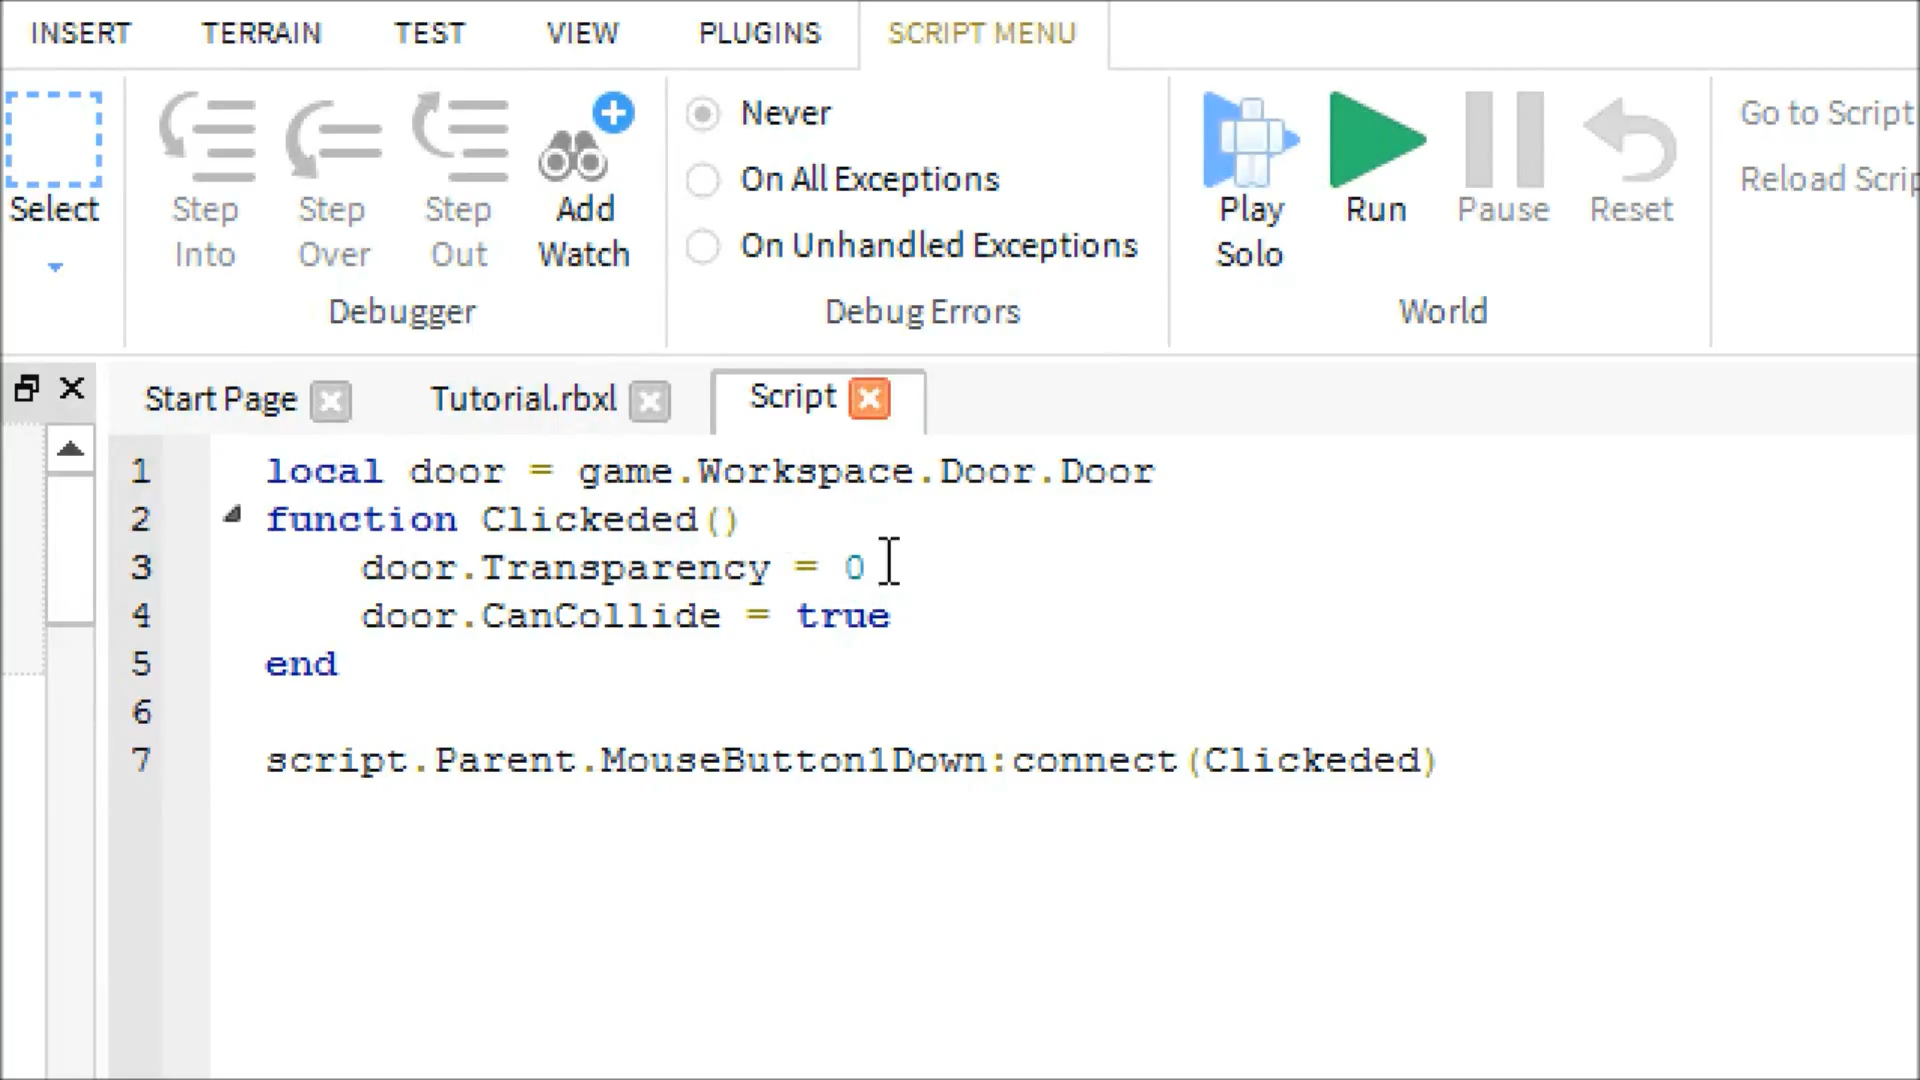 INSERT TERRAIN TEST VIEW PLUGINS SCRIPT MENU
Select
Step Into
Step Over
Step Out
Add Watch
Debugger
Never
On All Exceptions
On Unhandled Exceptions
Debug Errors
Play Solo
Run
Pause
Reset
World
Go to Script
Reload Scrip
Start Page Tutorial.rbxl Script
1 local door = game.Workspace.Door.Door
2 function Clickeded()
3 door.Transparency = 0
4 door.CanCollide = true
5 end
6
7 script.Parent.MouseButton1Down:connect(Clickeded)